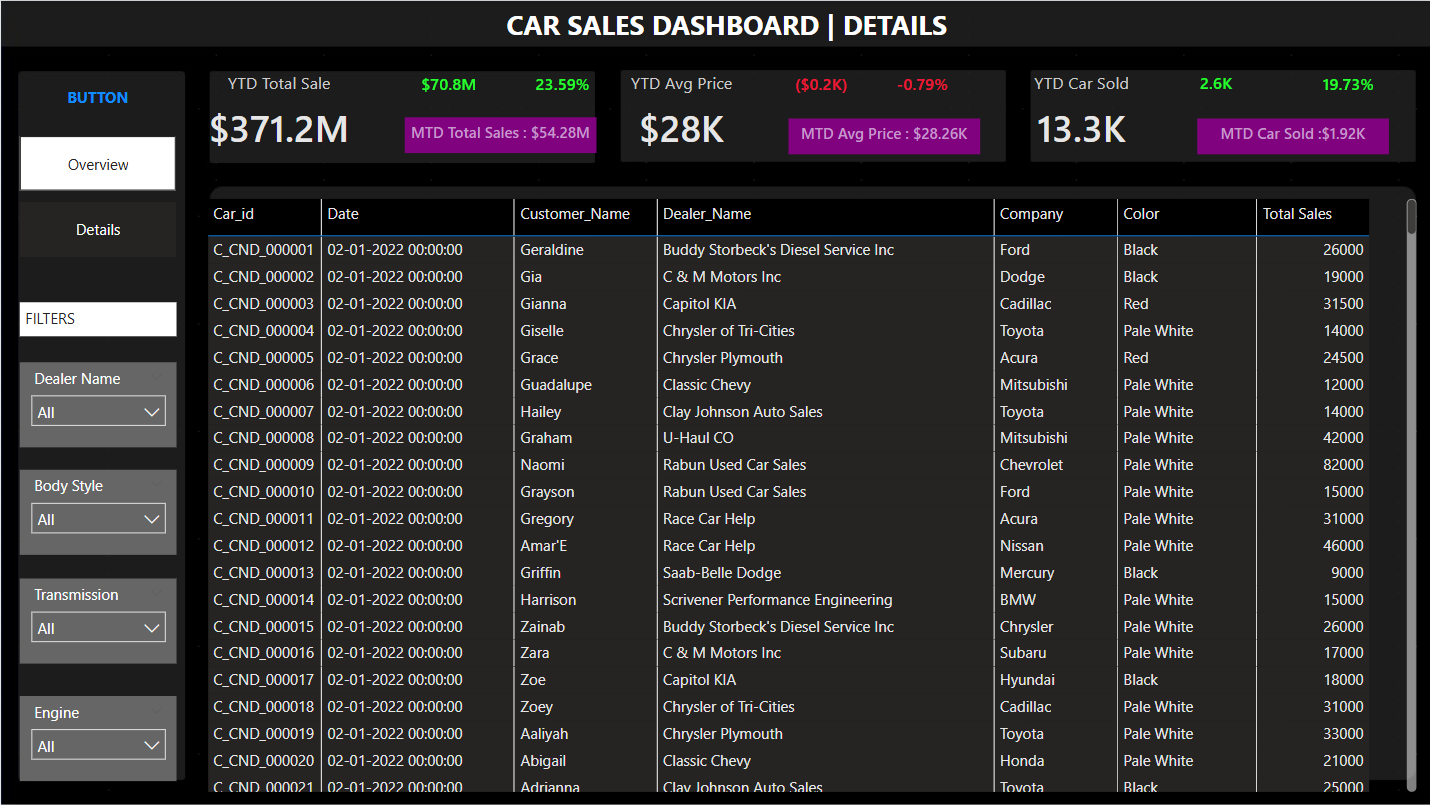 CAR SALES DASHBOARD | DETAILS
BUTTON
Overview
Details
FILTERS
Dealer Name
All
Body Style
All
Transmission
All
Engine
All
YTD Total Sale $70.8M 23.59%
$371.2M MTD Total Sales : $54.28M
YTD Avg Price ($0.2K) -0.79%
$28K MTD Avg Price : $28.26K
YTD Car Sold 2.6K 19.73%
13.3K MTD Car Sold :$1.92K
Car_id Date Customer_Name Dealer_Name Company Color Total Sales
C_CND_000001 02-01-2022 00:00:00 Geraldine Buddy Storbeck's Diesel Service Inc Ford Black 26000
C_CND_000002 02-01-2022 00:00:00 Gia C & M Motors Inc Dodge Black 19000
C_CND_000003 02-01-2022 00:00:00 Gianna Capitol KIA Cadillac Red 31500
C_CND_000004 02-01-2022 00:00:00 Giselle Chrysler of Tri-Cities Toyota Pale White 14000
C_CND_000005 02-01-2022 00:00:00 Grace Chrysler Plymouth Acura Red 24500
C_CND_000006 02-01-2022 00:00:00 Guadalupe Classic Chevy Mitsubishi Pale White 12000
C_CND_000007 02-01-2022 00:00:00 Hailey Clay Johnson Auto Sales Toyota Pale White 14000
C_CND_000008 02-01-2022 00:00:00 Graham U-Haul CO Mitsubishi Pale White 42000
C_CND_000009 02-01-2022 00:00:00 Naomi Rabun Used Car Sales Chevrolet Pale White 82000
C_CND_000010 02-01-2022 00:00:00 Grayson Rabun Used Car Sales Ford Pale White 15000
C_CND_000011 02-01-2022 00:00:00 Gregory Race Car Help Acura Pale White 31000
C_CND_000012 02-01-2022 00:00:00 Amar'E Race Car Help Nissan Pale White 46000
C_CND_000013 02-01-2022 00:00:00 Griffin Saab-Belle Dodge Mercury Black 9000
C_CND_000014 02-01-2022 00:00:00 Harrison Scrivener Performance Engineering BMW Pale White 15000
C_CND_000015 02-01-2022 00:00:00 Zainab Buddy Storbeck's Diesel Service Inc Chrysler Pale White 26000
C_CND_000016 02-01-2022 00:00:00 Zara C & M Motors Inc Subaru Pale White 17000
C_CND_000017 02-01-2022 00:00:00 Zoe Capitol KIA Hyundai Black 18000
C_CND_000018 02-01-2022 00:00:00 Zoey Chrysler of Tri-Cities Cadillac Pale White 31000
C_CND_000019 02-01-2022 00:00:00 Aaliyah Chrysler Plymouth Toyota Pale White 33000
C_CND_000020 02-01-2022 00:00:00 Abigail Classic Chevy Honda Pale White 21000
C_CND_000021 02-01-2022 00:00:00 Adrianna Clay Johnson Auto Sales Toyota Black 25000